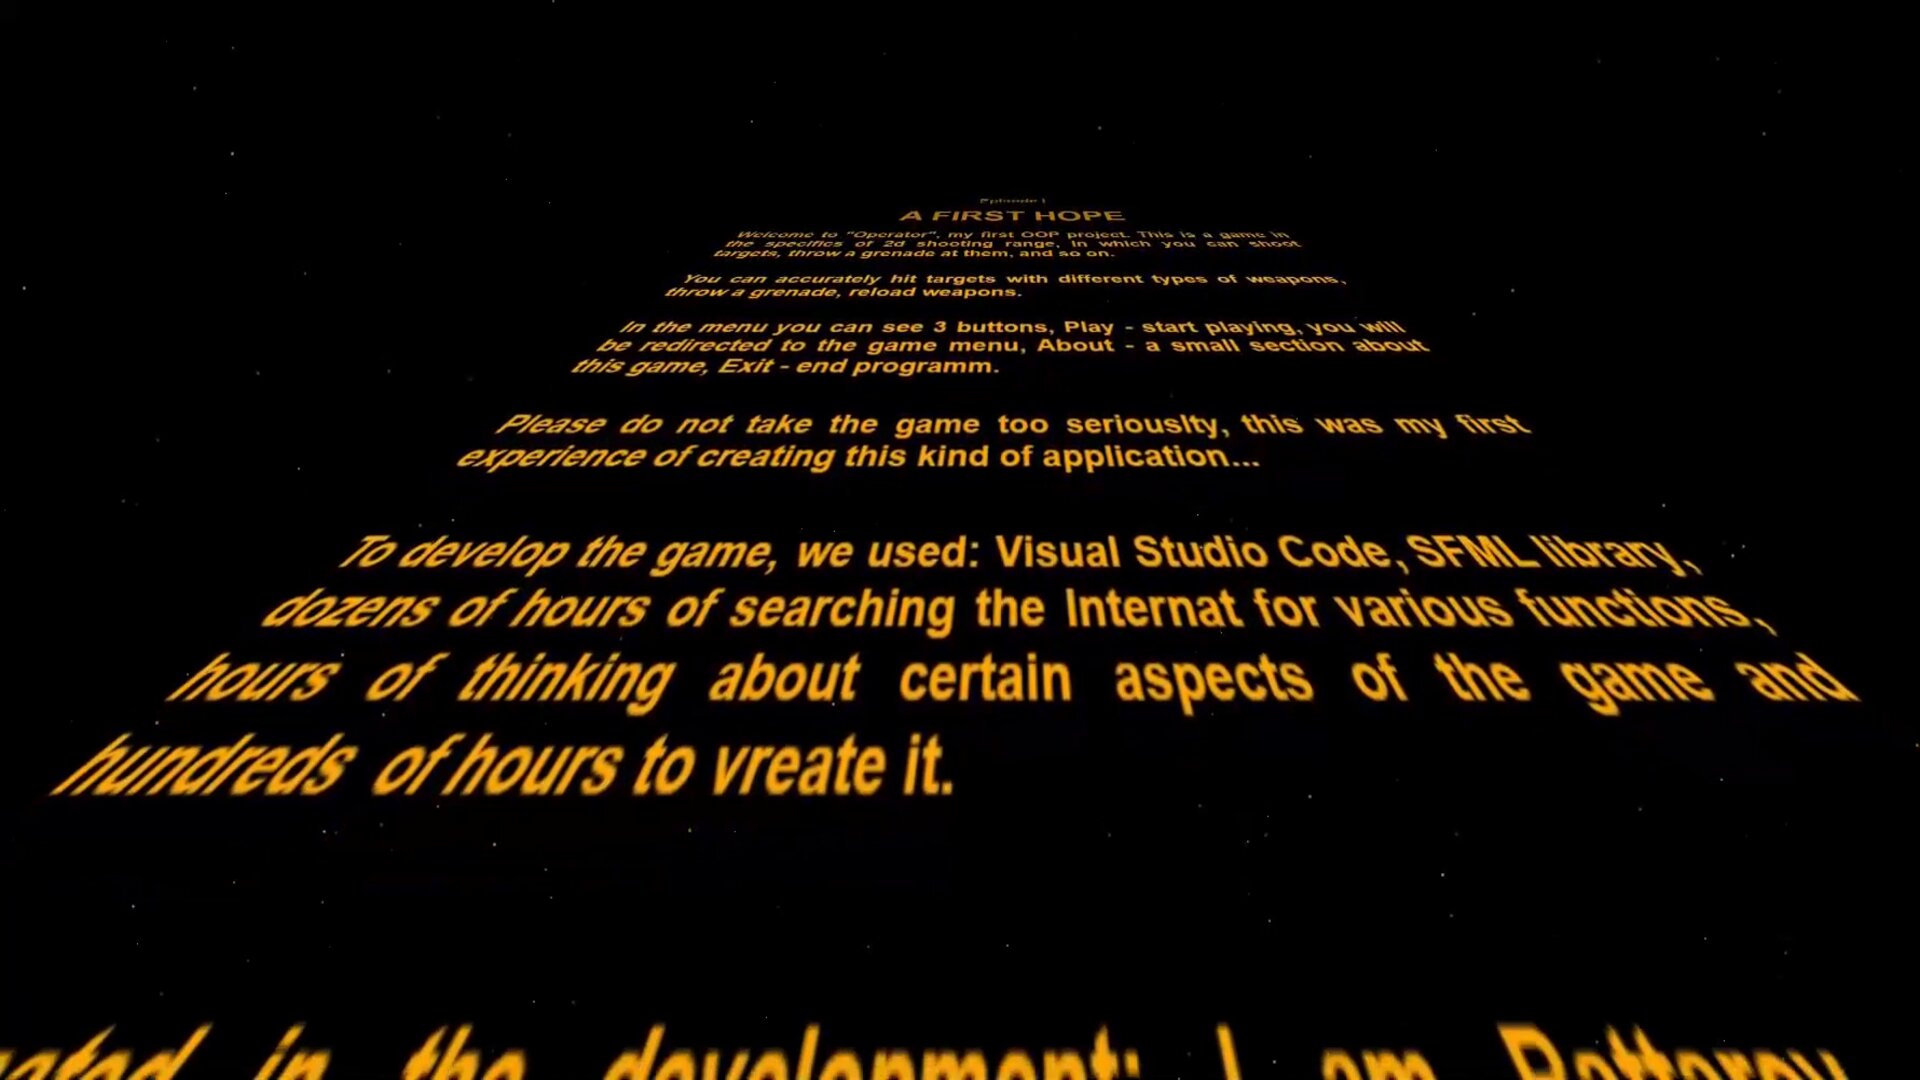 Episode I
A FIRST HOPE
Welcome to "Operator", my first OOP project. This is a game in
the specifics of 2d shooting range, in which you can shoot
targets, throw a grenade at them, and so on.
You can accurately hit targets with different types of weapons,
throw a grenade, reload weapons.
In the menu you can see 3 buttons, Play - start playing, you will
be redirected to the game menu, About - a small section about
this game, Exit - end programm.
Please do not take the game too seriouslty, this was my first
experience of creating this kind of application...
To develop the game, we used: Visual Studio Code, SFML library,
dozens of hours of searching the Internat for various functions,
hours of thinking about certain aspects of the game and
hundreds of hours to vreate it.
in the development: I am